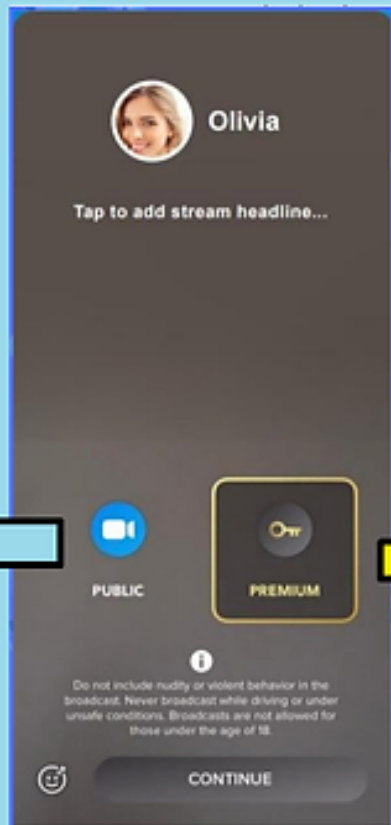 Olivia
Tap to add stream headline...
PUBLIC
PREMIUM
Do not include nudity or violent behavior in the
broadcast. Never broadcast while driving or under
unsafe conditions. Broadcasts are not allowed for
those under the age of 18.
CONTINUE